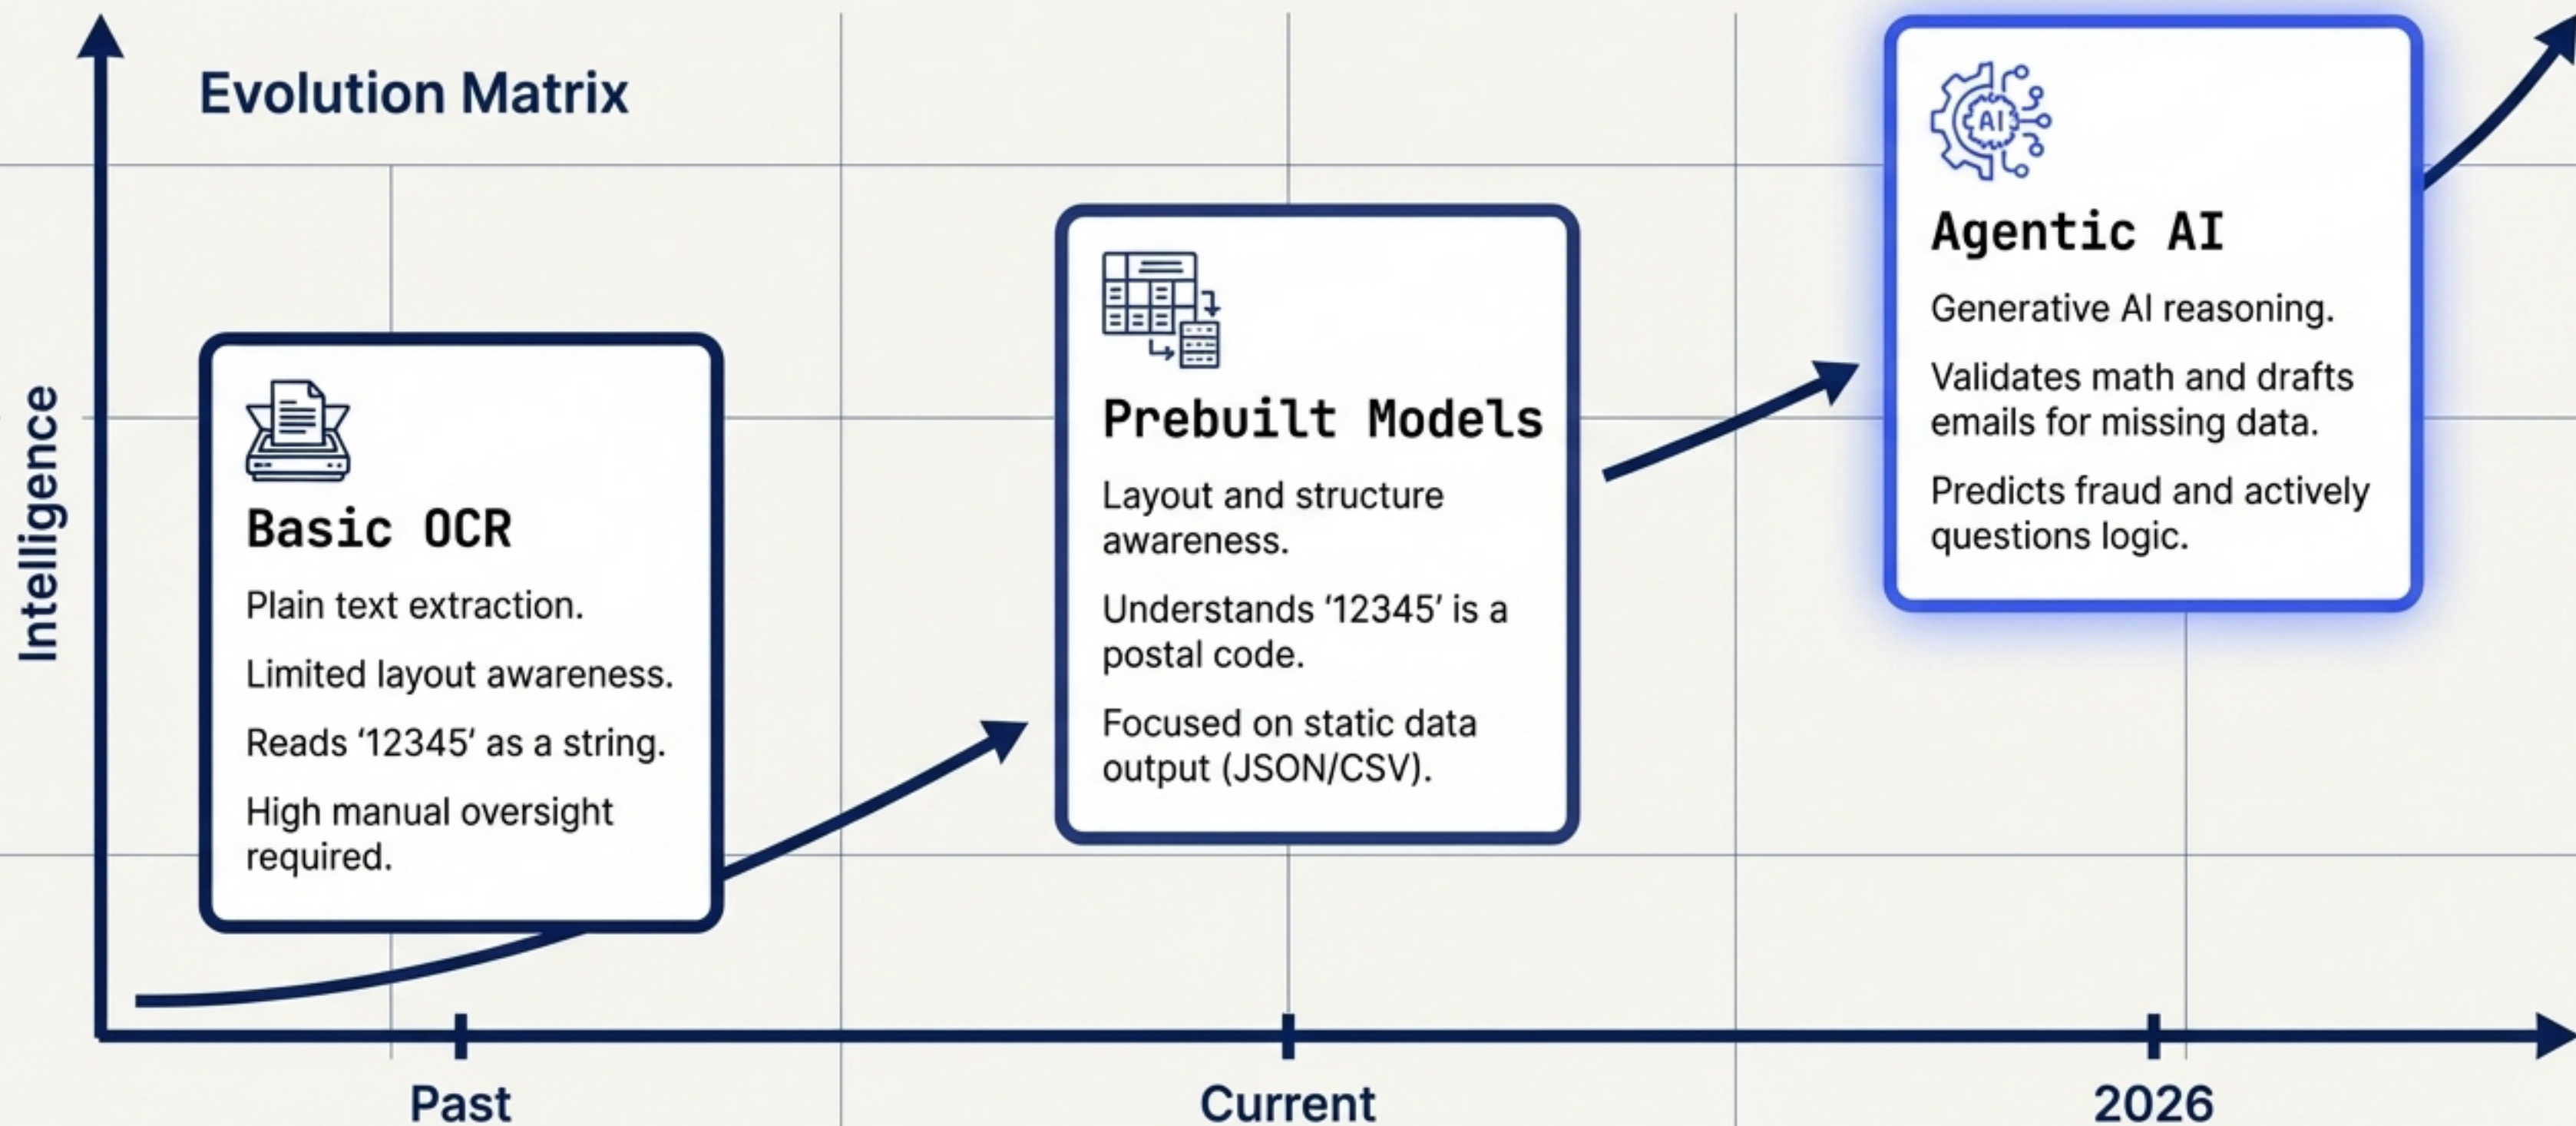 Evolution Matrix
Intelligence
Basic OCR
Plain text extraction.
Limited layout awareness.
Reads ‘12345‘ as a string.
High manual oversight
required.
Prebuilt Models
Layout and structure
awareness.
Understands ‘12345’ is a
postal code.
Focused on static data
output (JSON/CSV).
AI
Agentic AI
Generative AI reasoning.
Validates math and drafts
emails for missing data.
Predicts fraud and actively
questions logic.
Past
Current
2026